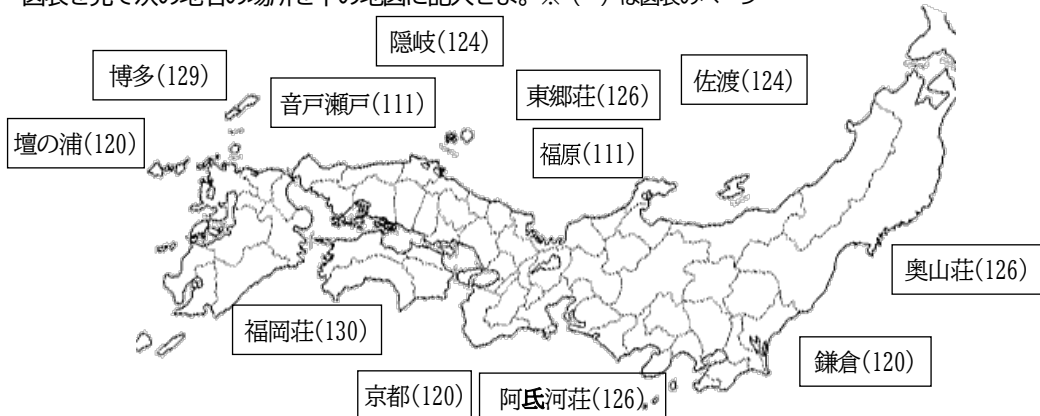 図表を見て次の地名の場所を下の地図に記入せよ。※（ ）は図表のページ
隠岐(124)
博多(129)
音戸瀬戸(111)
東郷荘(126)
佐渡(124)
壇の浦(120)
福原(111)
奥山荘(126)
福岡荘(130)
鎌倉(120)
京都(120)
阿氐河荘(126)